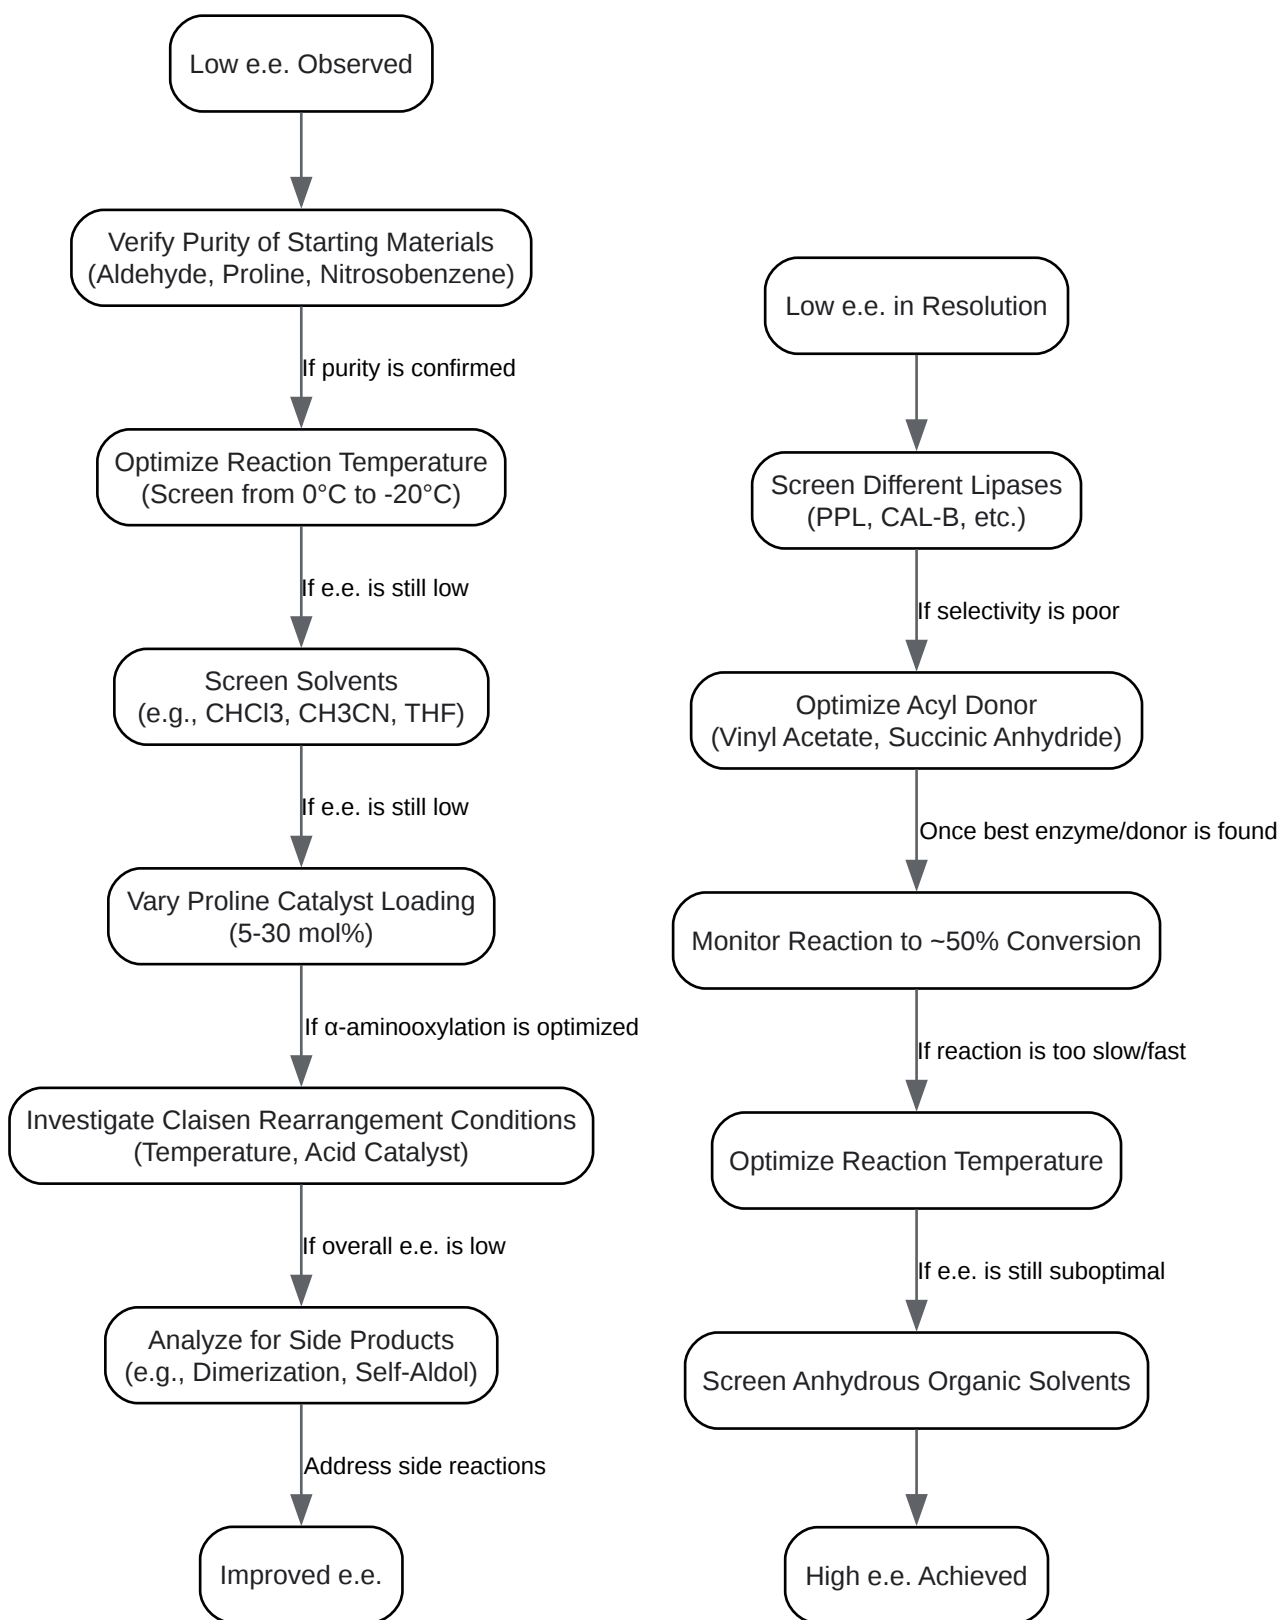 Low e.e. Observed
Verify Purity of Starting Materials
(Aldehyde, Proline, Nitrosobenzene)
If purity is confirmed
Optimize Reaction Temperature
(Screen from 0°C to -20°C)
If e.e. is still low
Screen Solvents
(e.g., CHCl3, CH3CN, THF)
If e.e. is still low
Vary Proline Catalyst Loading
(5-30 mol%)
If α-aminooxylation is optimized
Investigate Claisen Rearrangement Conditions
(Temperature, Acid Catalyst)
If overall e.e. is low
Analyze for Side Products
(e.g., Dimerization, Self-Aldol)
Address side reactions
Improved e.e.
Low e.e. in Resolution
Screen Different Lipases
(PPL, CAL-B, etc.)
If selectivity is poor
Optimize Acyl Donor
(Vinyl Acetate, Succinic Anhydride)
Once best enzyme/donor is found
Monitor Reaction to ~50% Conversion
If reaction is too slow/fast
Optimize Reaction Temperature
If e.e. is still suboptimal
Screen Anhydrous Organic Solvents
High e.e. Achieved